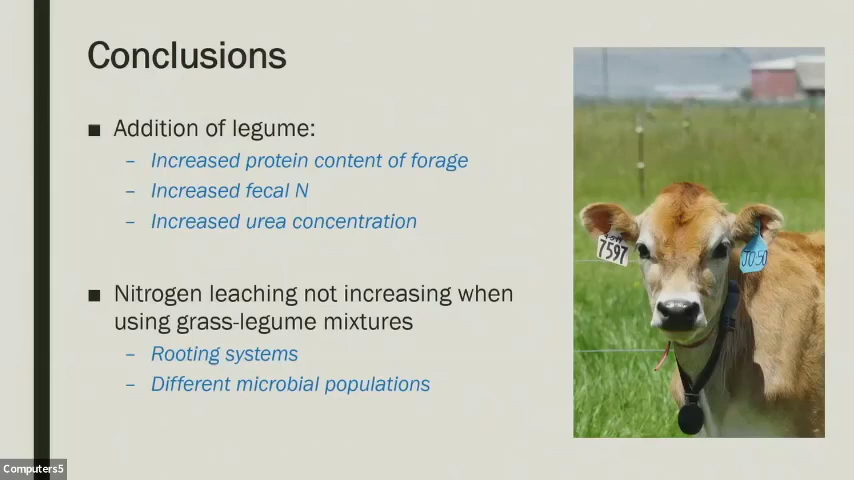 Conclusions
■ Addition of legume:
– Increased protein content of forage
– Increased fecal N
– Increased urea concentration
■ Nitrogen leaching not increasing when
using grass-legume mixtures
– Rooting systems
– Different microbial populations
7597
J050
Computers5